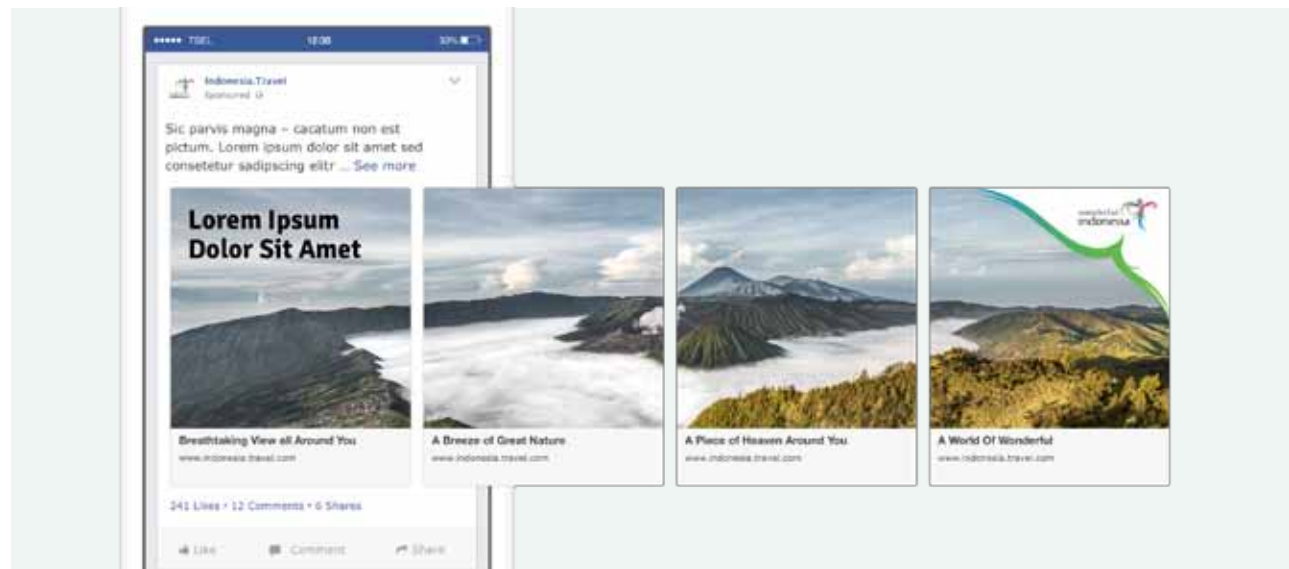 TSEL
Indonesia.Travel
Sponsored
Sic parvis magna – cacatum non est
pictum. Lorem ipsum dolor sit amet sed
consetetur sadipscing elitr ... See more
Lorem Ipsum
Dolor Sit Amet
wonderful
indonesia
Breathtaking View all Around You
www.indonesia.travel.com
A Breeze of Great Nature
www.indonesia.travel.com
A Piece of Heaven Around You
www.indonesia.travel.com
A World Of Wonderful
www.indonesia.travel.com
241 Likes • 12 Comments • 6 Shares
Like
Comment
Share